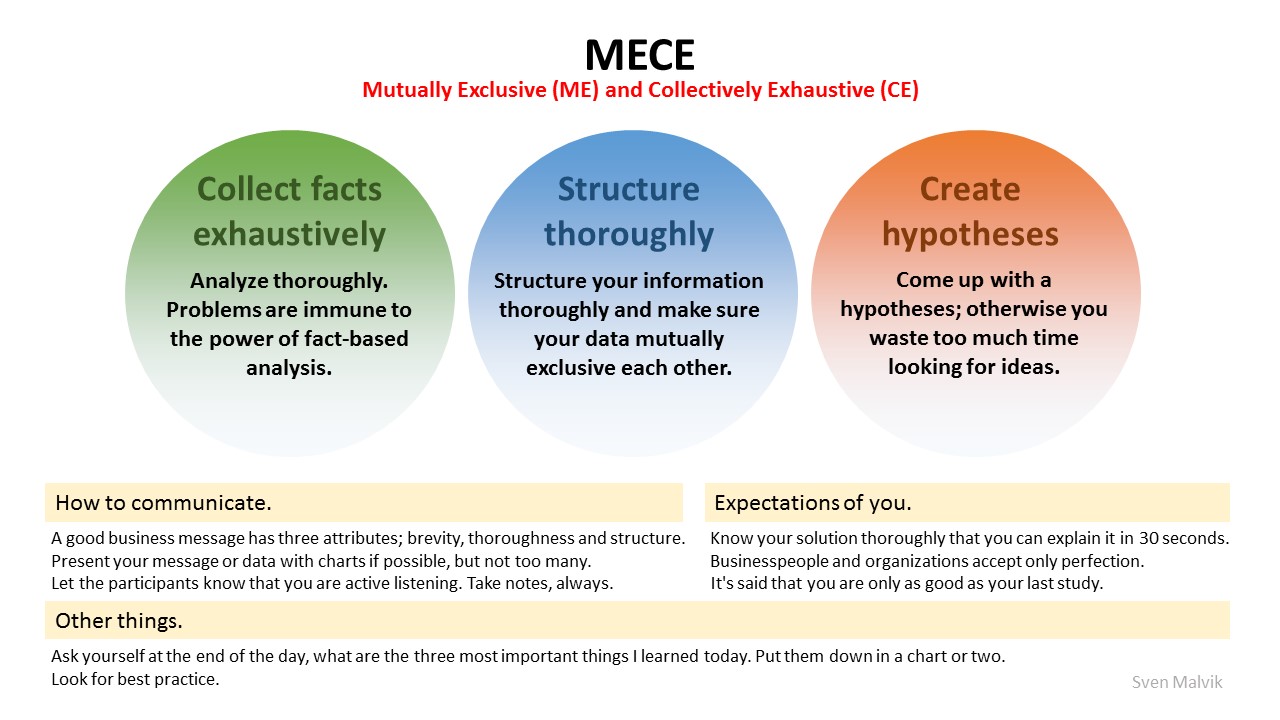 MECE
Mutually Exclusive (ME) and Collectively Exhaustive (CE)
Collect facts
exhaustively
Analyze thoroughly.
Problems are immune to
the power of fact-based
analysis.
Structure
thoroughly
Structure your information
thoroughly and make sure
your data mutually
exclusive each other.
Create
hypotheses
Come up with a
hypotheses; otherwise you
waste too much time
looking for ideas.
How to communicate.
A good business message has three attributes; brevity, thoroughness and structure.
Present your message or data with charts if possible, but not too many.
Let the participants know that you are active listening. Take notes, always.
Expectations of you.
Know your solution thoroughly that you can explain it in 30 seconds.
Businesspeople and organizations accept only perfection.
It's said that you are only as good as your last study.
Other things.
Ask yourself at the end of the day, what are the three most important things I learned today. Put them down in a chart or two.
Look for best practice.
Sven Malvik